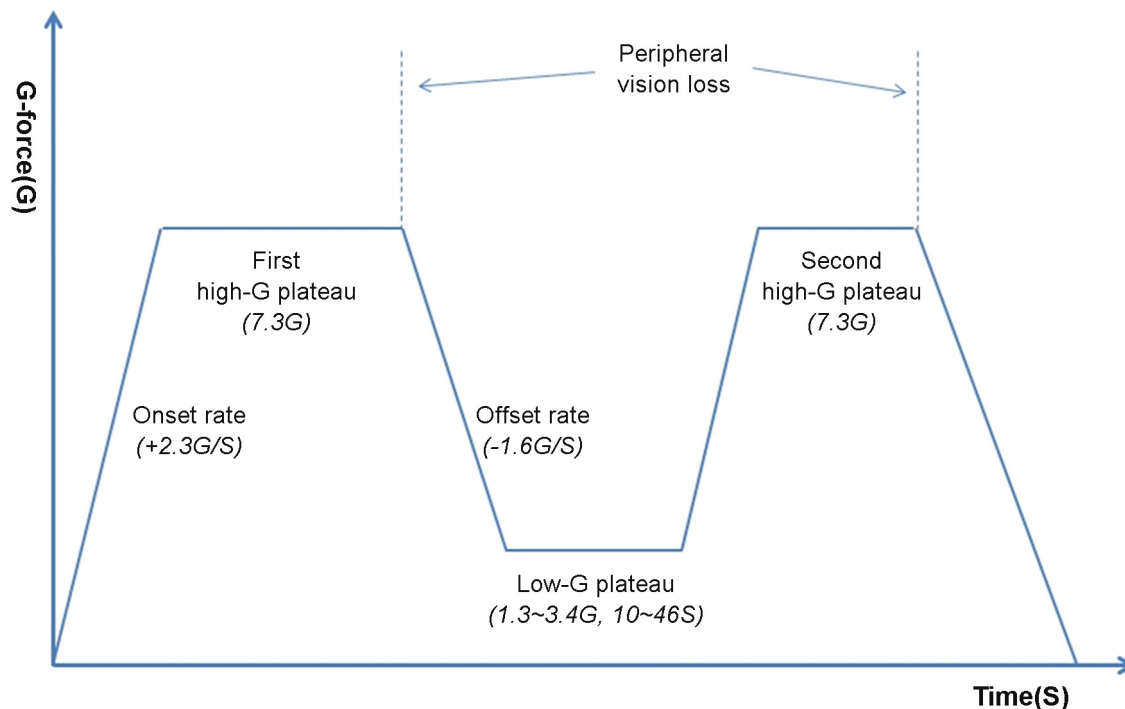 Peripheral
vision loss
G-force(G)
First
high-G plateau
(7.3G)
Second
high-G plateau
(7.3G)
Onset rate
(+2.3G/S)
Offset rate
(-1.6G/S)
Low-G plateau
(1.3~3.4G, 10~46S)
Time(S)